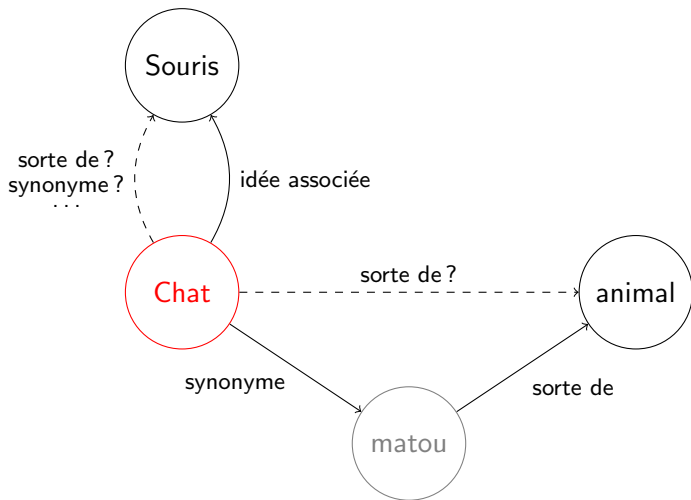 Souris
sorte de ?
synonyme ?
. . .
idée associée
Chat
sorte de ?
animal
synonyme
sorte de
matou